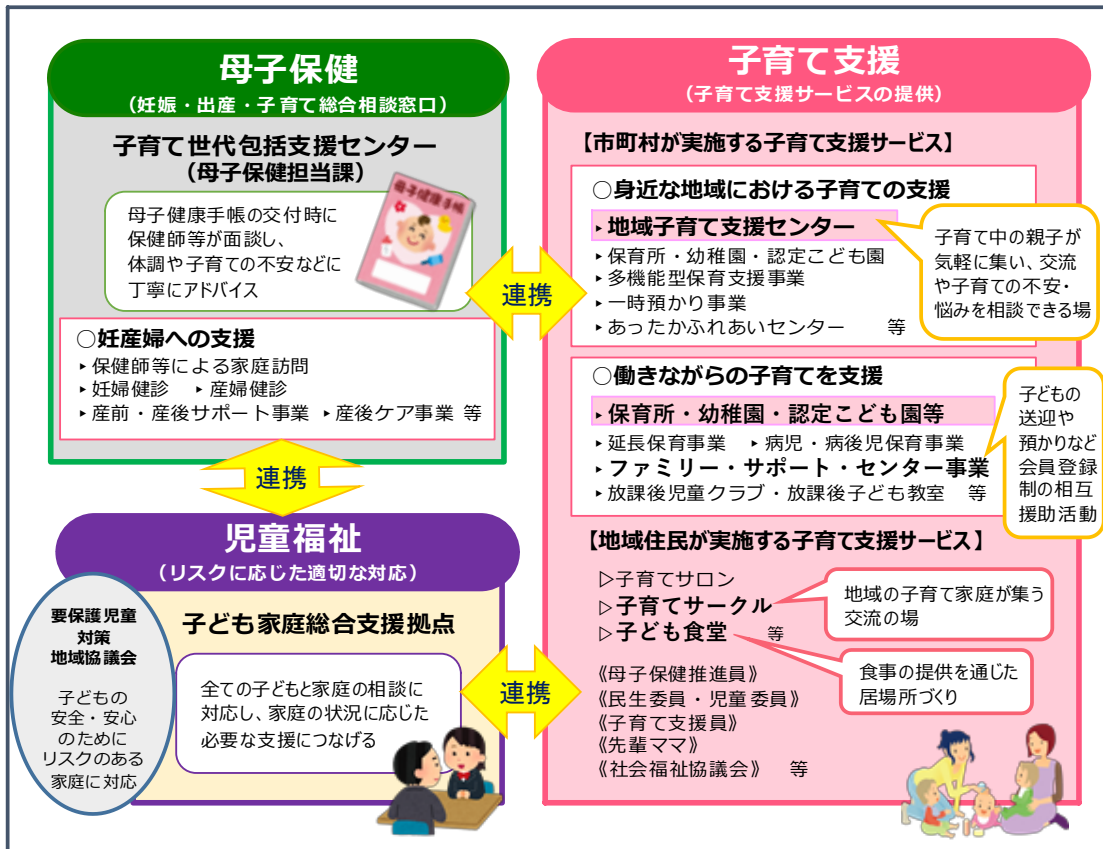 母子保健
（妊娠・出産・子育て総合相談窓口）
子育て世代包括支援センター
（母子保健担当課）
母子健康手帳の交付時に
保健師等が面談し、
体調や子育ての不安などに
丁寧にアドバイス
母子健康手帳
○妊産婦への支援
▸保健師等による家庭訪問
▸妊婦健診　▸産婦健診
▸産前・産後サポート事業 ▸産後ケア事業 等
連携
連携
児童福祉
（リスクに応じた適切な対応）
要保護児童
対策
地域協議会
子どもの
安全・安心
のために
リスクのある
家庭に対応
子ども家庭総合支援拠点
全ての子どもと家庭の相談に
対応し、家庭の状況に応じた
必要な支援につなげる
連携
子育て支援
（子育て支援サービスの提供）
【市町村が実施する子育て支援サービス】
○身近な地域における子育ての支援
▸地域子育て支援センター
▸保育所・幼稚園・認定こども園
▸多機能型保育支援事業
▸一時預かり事業
▸あったかふれあいセンター　等
子育て中の親子が
気軽に集い、交流
や子育ての不安・
悩みを相談できる場
○働きながらの子育てを支援
▸保育所・幼稚園・認定こども園等
▸延長保育事業　▸病児・病後児保育事業
▸ファミリー・サポート・センター事業
▸放課後児童クラブ・放課後子ども教室　等
子どもの
送迎や
預かりなど
会員登録
制の相互
援助活動
【地域住民が実施する子育て支援サービス】
▷子育てサロン
▷子育てサークル
▷子ども食堂　等
地域の子育て家庭が集う
交流の場
食事の提供を通じた
居場所づくり
《母子保健推進員》
《民生委員・児童委員》
《子育て支援員》
《先輩ママ》
《社会福祉協議会》　等